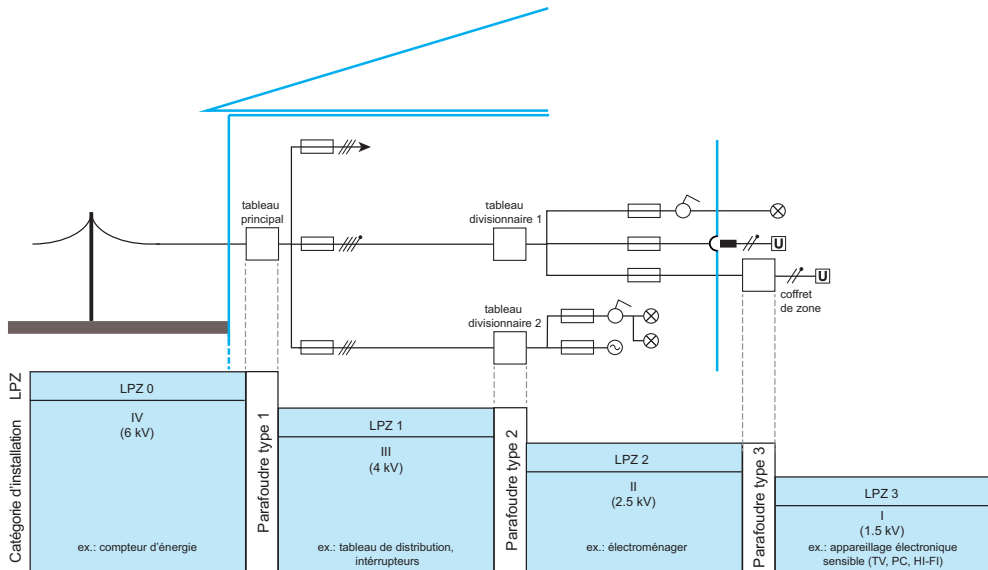 tableau
principal
tableau
divisionnaire 1
U
U
coffret
de zone
tableau
divisionnaire 2
LPZ
Catégorie d'installation
LPZ 0
IV
(6 kV)
ex.: compteur d'énergie
Parafoudre type 1
LPZ 1
III
(4 kV)
ex.: tableau de distribution,
intérrupteurs
Parafoudre type 2
LPZ 2
II
(2.5 kV)
ex.: électroménager
Parafoudre type 3
LPZ 3
I
(1.5 kV)
ex.: appareillage électronique
sensible (TV, PC, HI-FI)